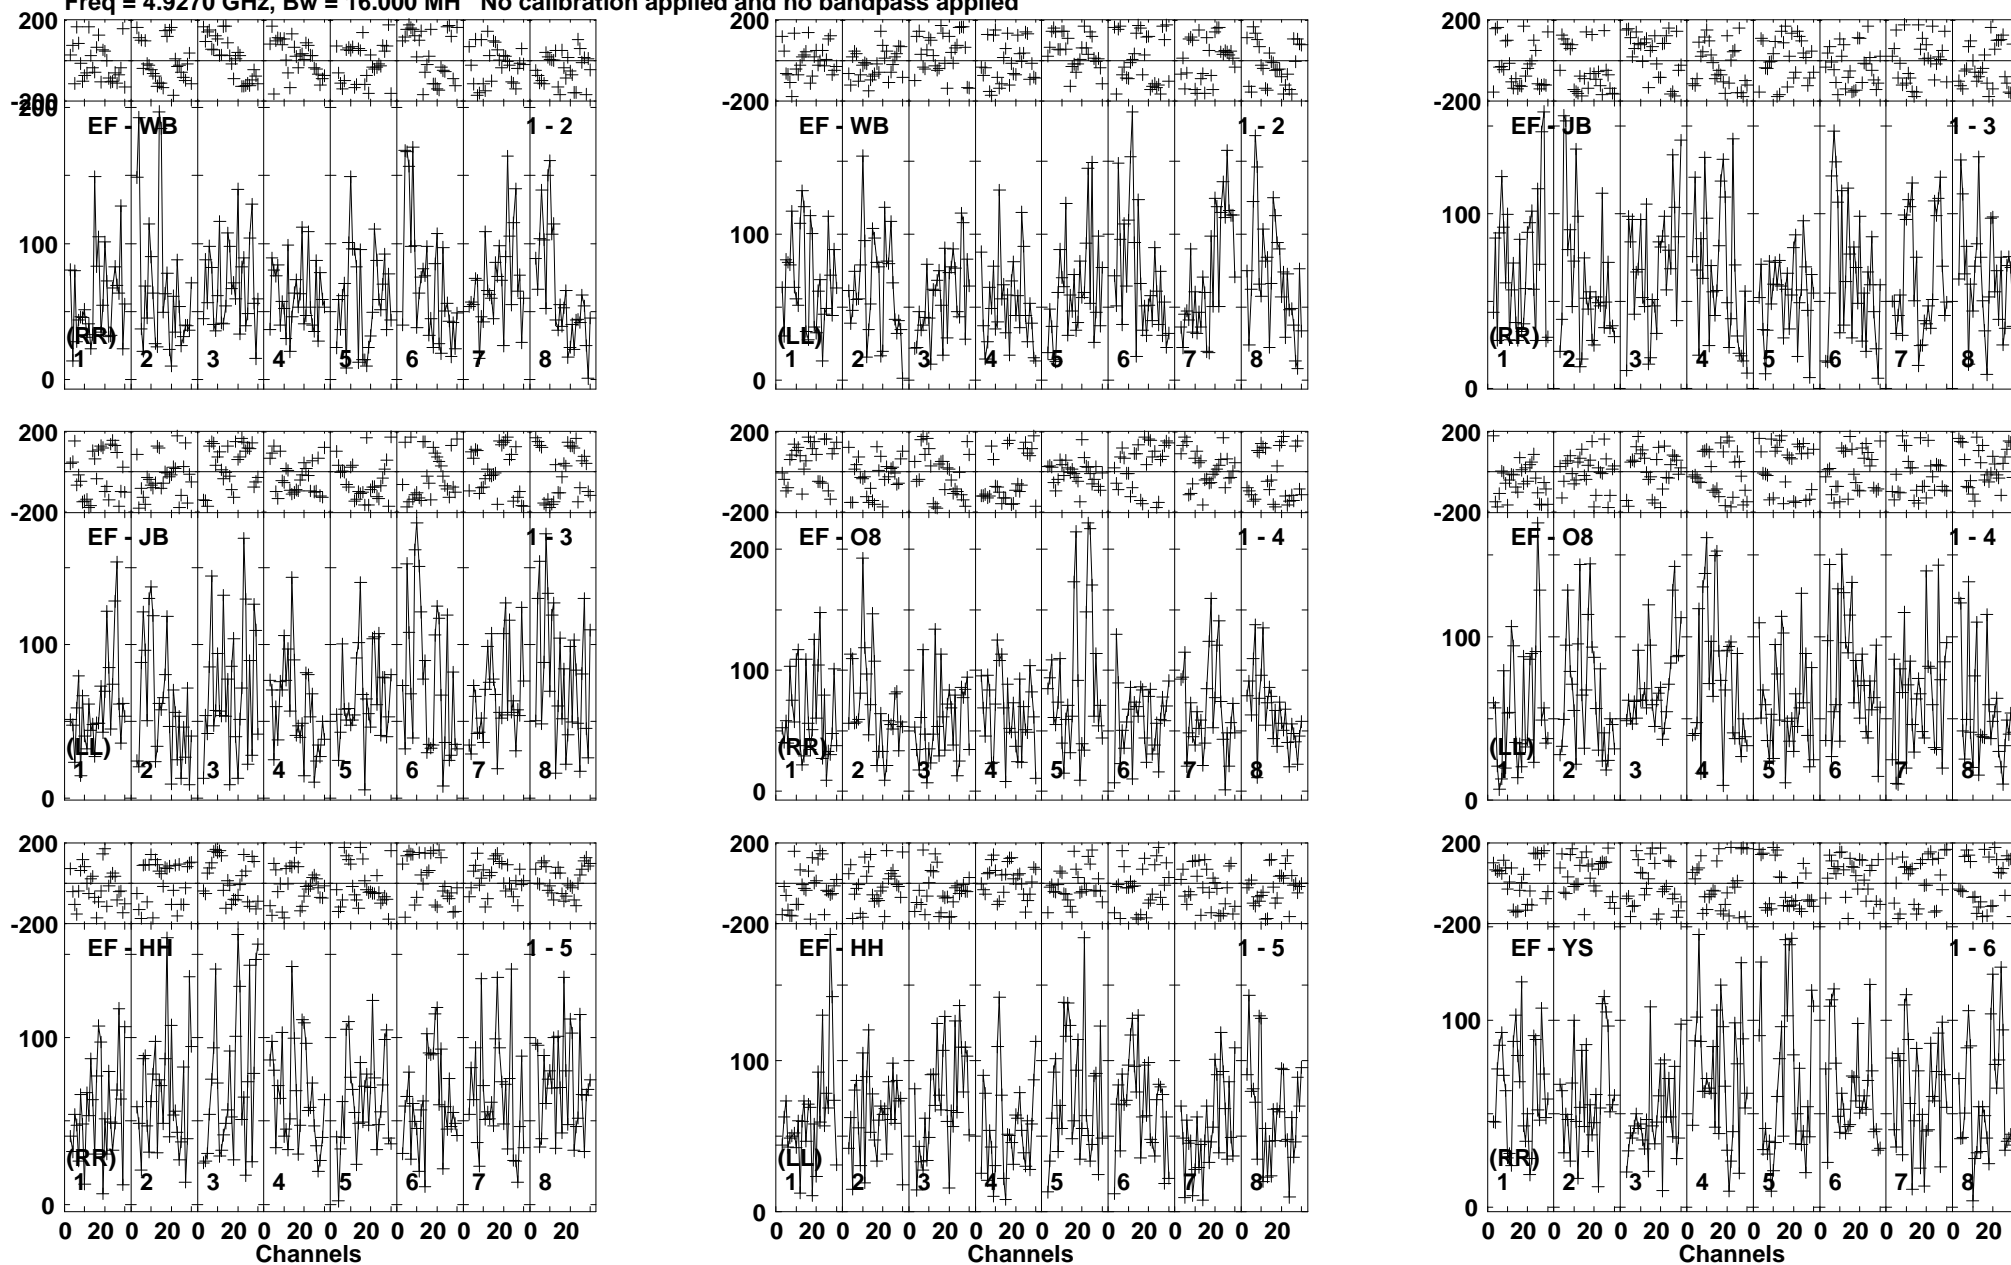 Freq = 4.9270 GHz, Bw = 16.000 MH No calibration applied and no bandpass applied
200 200 200
-200 -200 -200
200
EF - WB 1 - 2 EF - WB 1 - 2 EF - JB 1 - 3
100 100 100
(RR) (LL) (RR)
1 2 3 4 5 6 7 8 1 2 3 4 5 6 7 8 1 2 3 4 5 6 7 8
0 0 0
200 200 200
-200 -200 -200
EF - JB 1 - 3 EF - O8 1 - 4 EF - O8 1 - 4
200
100 100 100
(LL) (RR) (LL)
1 2 3 4 5 6 7 8 1 2 3 4 5 6 7 8 1 2 3 4 5 6 7 8
0 0 0
200 200 200
-200 -200 -200
EF - HH 1 - 5 EF - HH 1 - 5 EF - YS 1 - 6
100 100 100
(RR) (LL) (RR)
1 2 3 4 5 6 7 8 1 2 3 4 5 6 7 8 1 2 3 4 5 6 7 8
0 0 0
0 20 0 20 0 20 0 20 0 20 0 20 0 20 0 20 0 20 0 20 0 20 0 20 0 20 0 20 0 20 0 20 0 20 0 20 0 20 0 20 0 20 0 20 0 20 0 20
Channels Channels Channels